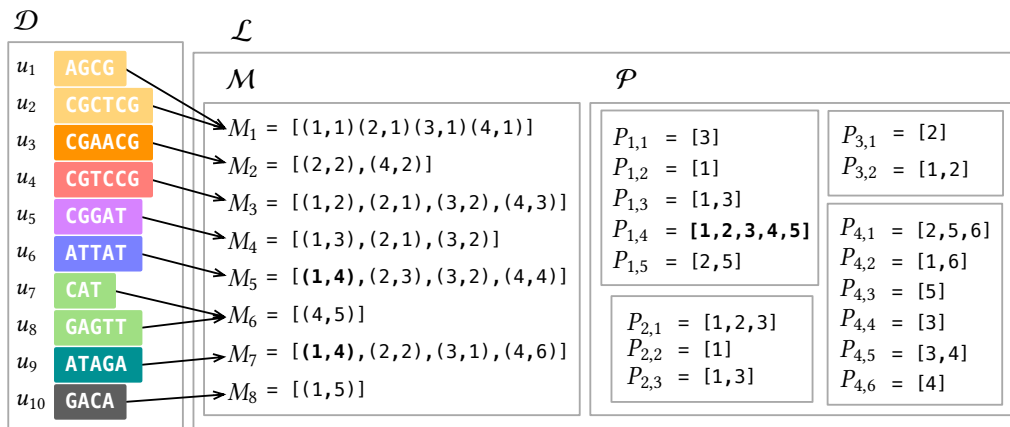 𝒟
ℒ
u1 AGCG
u2 CGCTCG
u3 CGAACG
u4 CGTCCG
u5 CGGAT
u6 ATTAT
u7 CAT
u8 GAGTT
u9 ATAGA
u10 GACA
ℳ
M1 = [(1,1)(2,1)(3,1)(4,1)]
M2 = [(2,2),(4,2)]
M3 = [(1,2),(2,1),(3,2),(4,3)]
M4 = [(1,3),(2,1),(3,2)]
M5 = [(1,4),(2,3),(3,2),(4,4)]
M6 = [(4,5)]
M7 = [(1,4),(2,2),(3,1),(4,6)]
M8 = [(1,5)]
𝒫
P1,1 = [3]
P1,2 = [1]
P1,3 = [1,3]
P1,4 = [1,2,3,4,5]
P1,5 = [2,5]
P2,1 = [1,2,3]
P2,2 = [1]
P2,3 = [1,3]
P3,1 = [2]
P3,2 = [1,2]
P4,1 = [2,5,6]
P4,2 = [1,6]
P4,3 = [5]
P4,4 = [3]
P4,5 = [3,4]
P4,6 = [4]